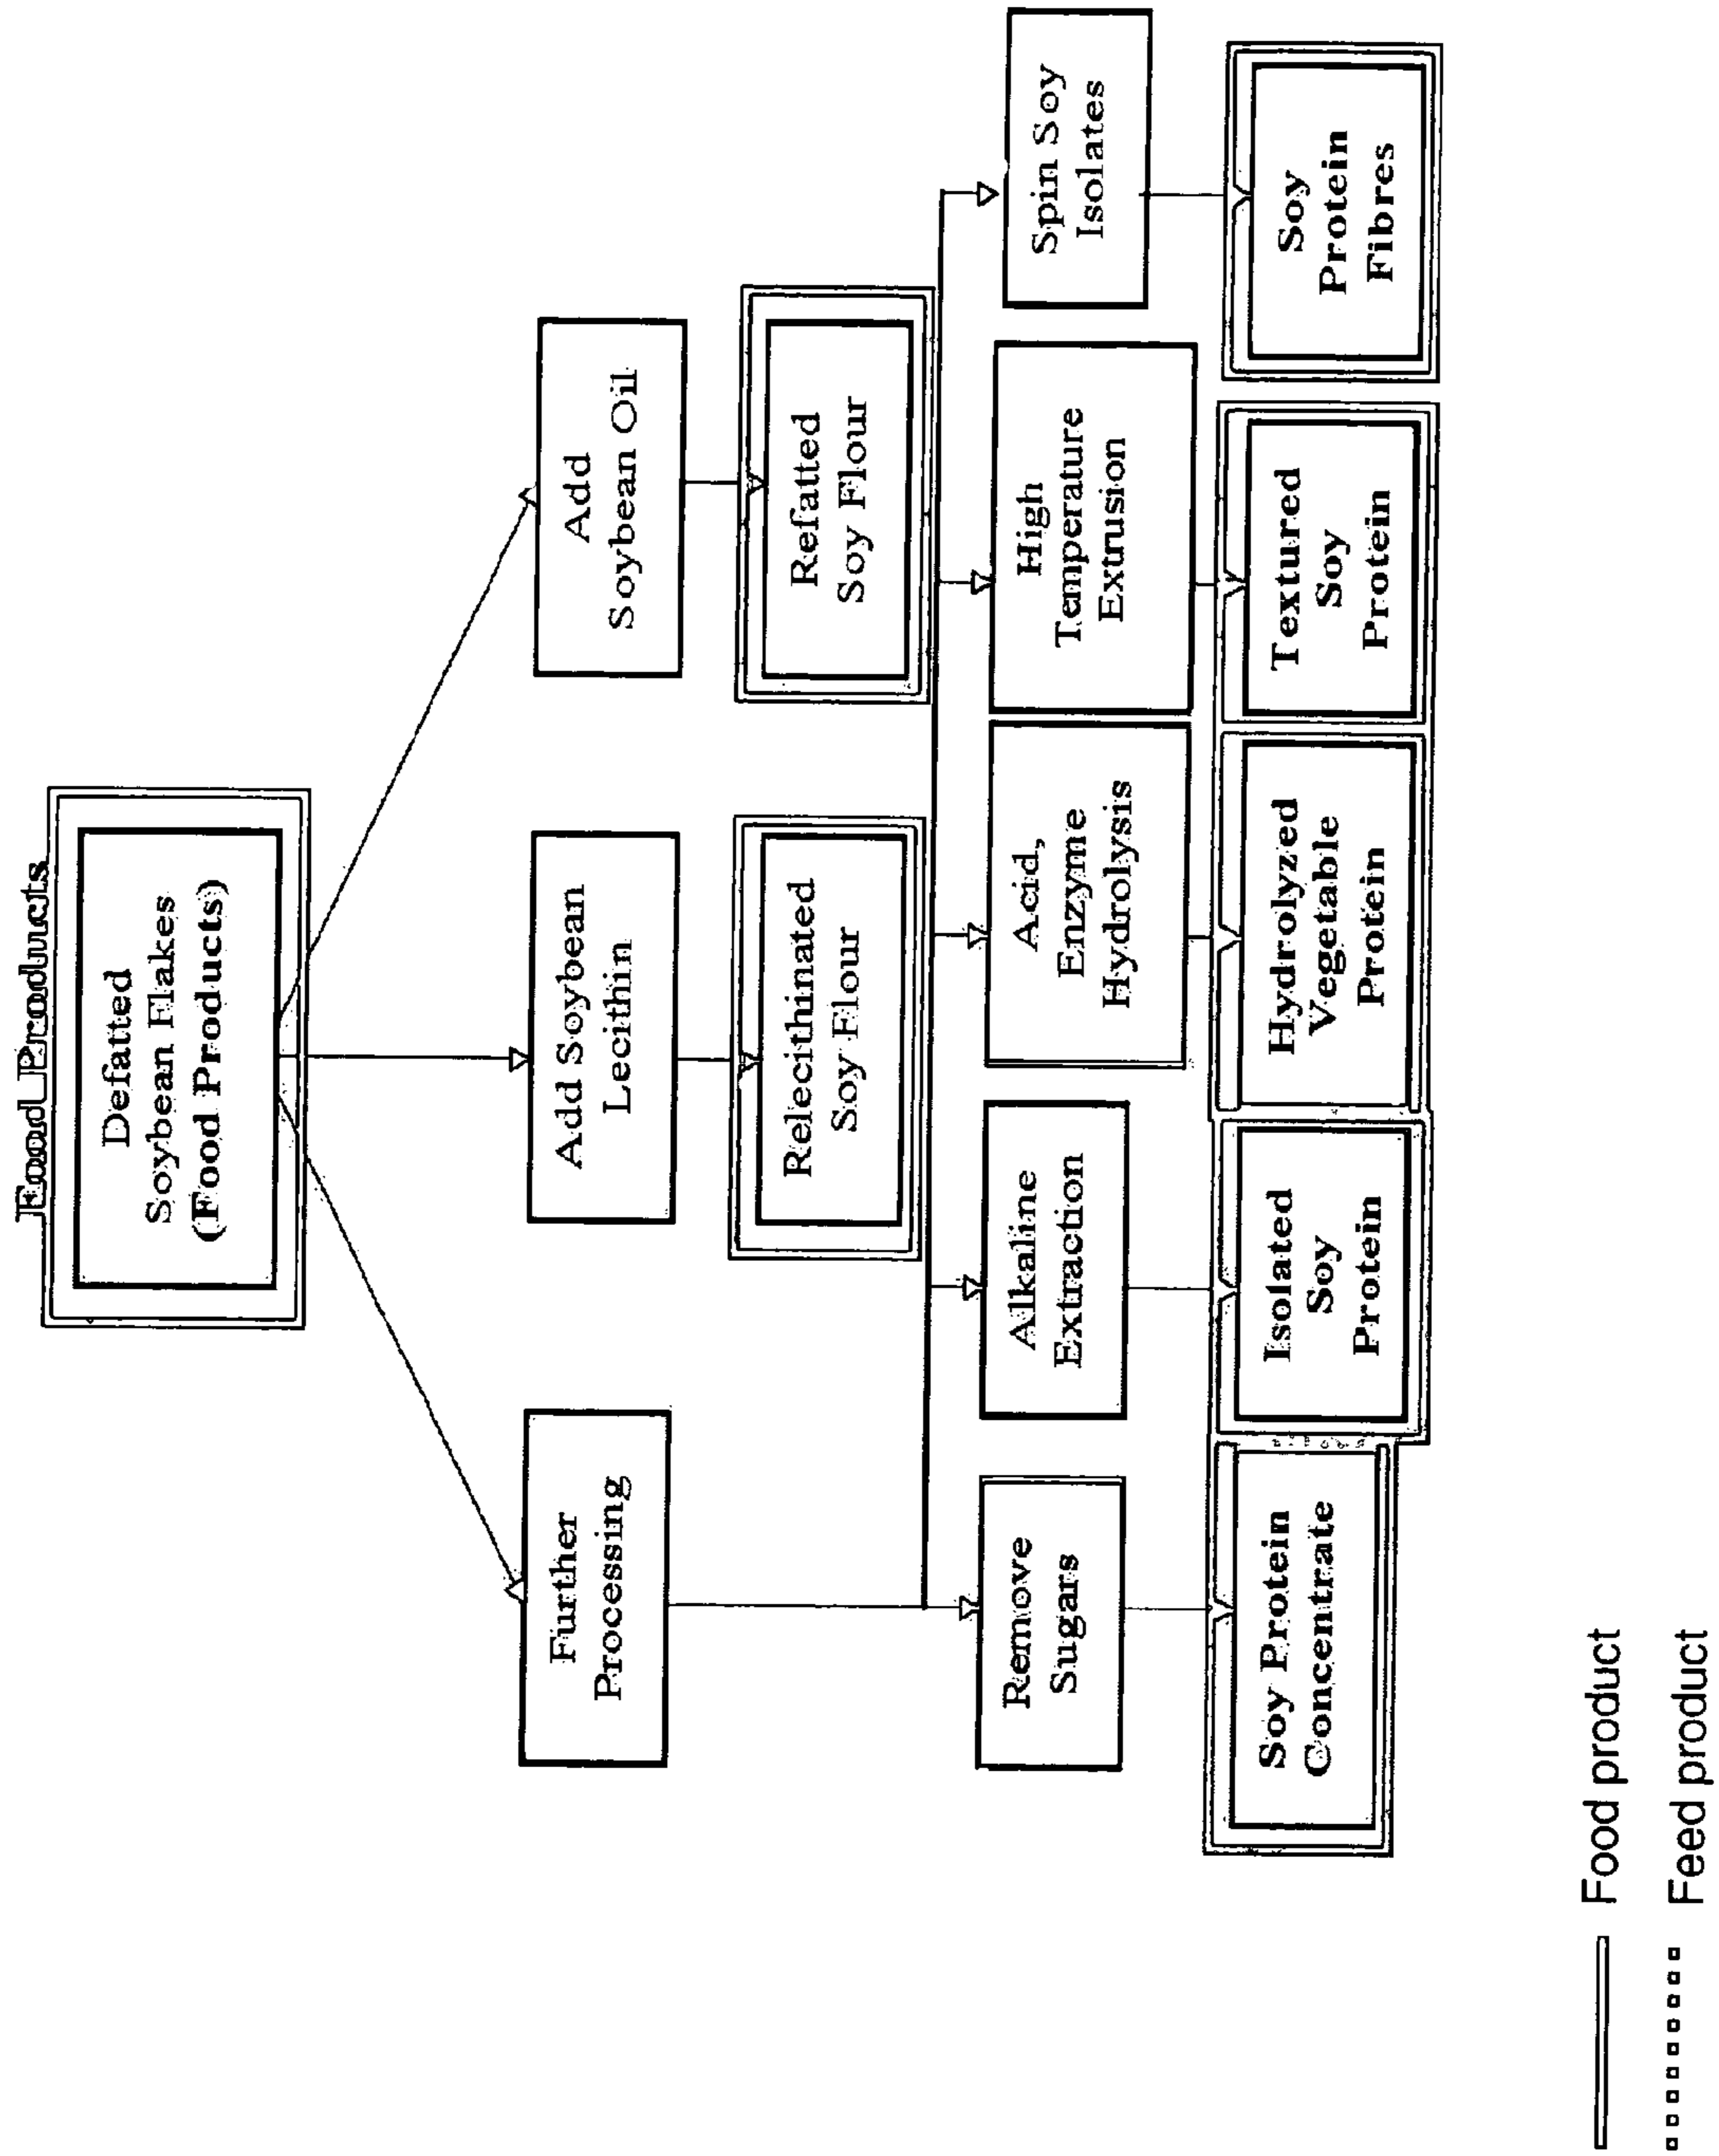 Food Products
Defatted
Soybean Flakes
(Food Products)
Further
Processing
Add Soybean
Lecithin
Add
Soybean Oil
Relecithinated
Soy Flour
Refatted
Soy Flour
Remove
Sugars
Alkaline
Extraction
Acid,
Enzyme
Hydrolysis
High
Temperature
Extrusion
Spin Soy
Isolates
Soy Protein
Concentrate
Isolated
Soy
Protein
Hydrolyzed
Vegetable
Protein
Textured
Soy
Protein
Soy
Protein
Fibres
Food product
Feed product